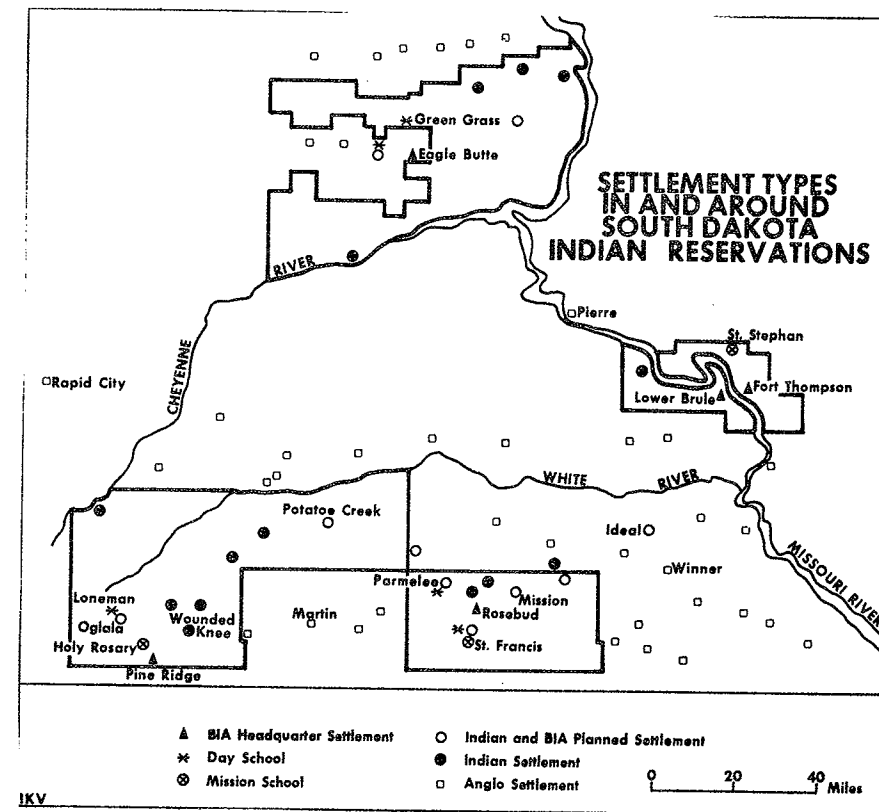 Green Grass
Eagle Butte
SETTLEMENT TYPES
IN AND AROUND
SOUTH DAKOTA
INDIAN RESERVATIONS
RIVER
Pierre
St. Stephan
CHEYENNE
Rapid City
Fort Thompson
Lower Brule
WHITE RIVER
Potatoe Creek
Ideal
MISSOURI RIVER
Parmelee
Winner
Loneman
Mission
Wounded
Knee
Martin
Rosebud
Oglala
Holy Rosary
St. Francis
Pine Ridge
BIA Headquarter Settlement
Day School
Mission School
Indian and BIA Planned Settlement
Indian Settlement
Anglo Settlement
0 20 40 Miles
IKV